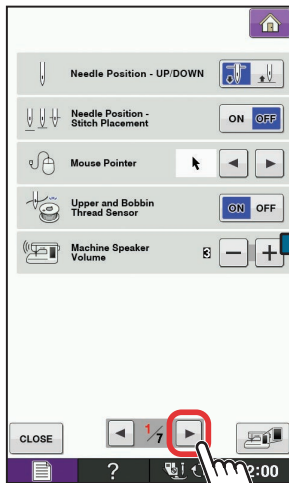 Needle Position - UP/DOWN
Needle Position -
Stitch Placement
ON OFF
Mouse Pointer
Upper and Bobbin
Thread Sensor
ON OFF
Machine Speaker
Volume
3 − +
1/7
CLOSE
?
2:00